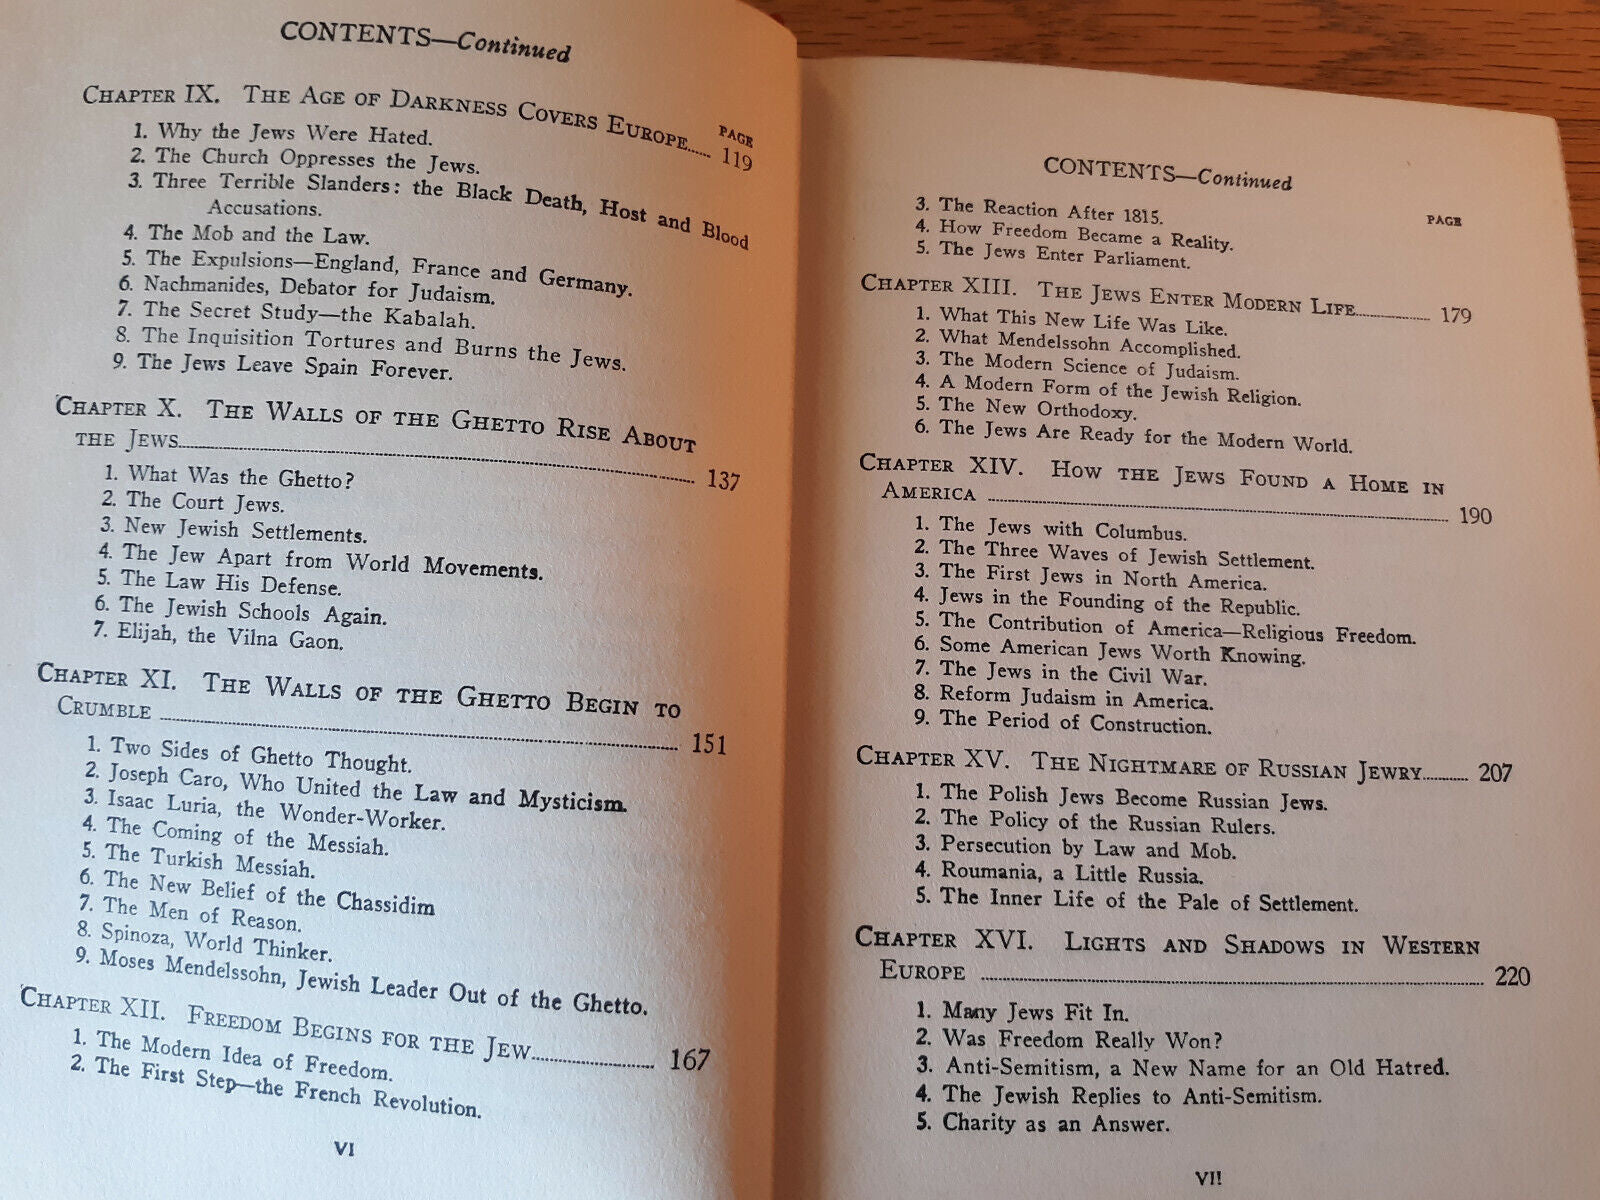 CONTENTS—Continued
PAGE
CHAPTER IX. THE AGE OF DARKNESS COVERS EUROPE...... 119
1. Why the Jews Were Hated.
2. The Church Oppresses the Jews.
3. Three Terrible Slanders: the Black Death, Host and Blood
Accusations.
4. The Mob and the Law.
5. The Expulsions—England, France and Germany.
6. Nachmanides, Debator for Judaism.
7. The Secret Study—the Kabalah.
8. The Inquisition Tortures and Burns the Jews.
9. The Jews Leave Spain Forever.
CHAPTER X. THE WALLS OF THE GHETTO RISE ABOUT
THE JEWS........ 137
1. What Was the Ghetto?
2. The Court Jews.
3. New Jewish Settlements.
4. The Jew Apart from World Movements.
5. The Law His Defense.
6. The Jewish Schools Again.
7. Elijah, the Vilna Gaon.
CHAPTER XI. THE WALLS OF THE GHETTO BEGIN TO
CRUMBLE ........ 151
1. Two Sides of Ghetto Thought.
2. Joseph Caro, Who United the Law and Mysticism.
3. Isaac Luria, the Wonder-Worker.
4. The Coming of the Messiah.
5. The Turkish Messiah.
6. The New Belief of the Chassidim
7. The Men of Reason.
8. Spinoza, World Thinker.
9. Moses Mendelssohn, Jewish Leader Out of the Ghetto.
CHAPTER XII. FREEDOM BEGINS FOR THE JEW........ 167
1. The Modern Idea of Freedom.
2. The First Step—the French Revolution.
VI
CONTENTS—Continued
PAGE
3. The Reaction After 1815.
4. How Freedom Became a Reality.
5. The Jews Enter Parliament.
CHAPTER XIII. THE JEWS ENTER MODERN LIFE........ 179
1. What This New Life Was Like.
2. What Mendelssohn Accomplished.
3. The Modern Science of Judaism.
4. A Modern Form of the Jewish Religion.
5. The New Orthodoxy.
6. The Jews Are Ready for the Modern World.
CHAPTER XIV. HOW THE JEWS FOUND A HOME IN
AMERICA ........ 190
1. The Jews with Columbus.
2. The Three Waves of Jewish Settlement.
3. The First Jews in North America.
4. Jews in the Founding of the Republic.
5. The Contribution of America—Religious Freedom.
6. Some American Jews Worth Knowing.
7. The Jews in the Civil War.
8. Reform Judaism in America.
9. The Period of Construction.
CHAPTER XV. THE NIGHTMARE OF RUSSIAN JEWRY........ 207
1. The Polish Jews Become Russian Jews.
2. The Policy of the Russian Rulers.
3. Persecution by Law and Mob.
4. Roumania, a Little Russia.
5. The Inner Life of the Pale of Settlement.
CHAPTER XVI. LIGHTS AND SHADOWS IN WESTERN
EUROPE ........ 220
1. Many Jews Fit In.
2. Was Freedom Really Won?
3. Anti-Semitism, a New Name for an Old Hatred.
4. The Jewish Replies to Anti-Semitism.
5. Charity as an Answer.
VII